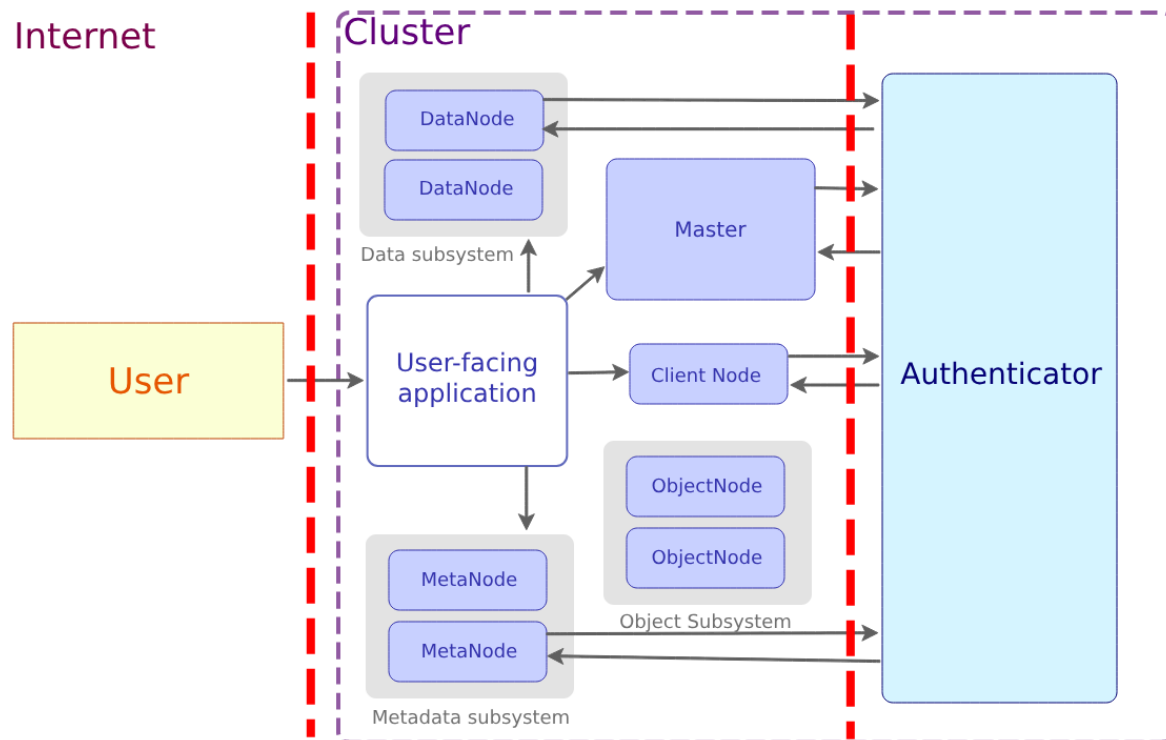 Internet
Cluster
DataNode
DataNode
Data subsystem
Master
User
User-facing
application
Client Node
Authenticator
ObjectNode
ObjectNode
Object Subsystem
MetaNode
MetaNode
Metadata subsystem